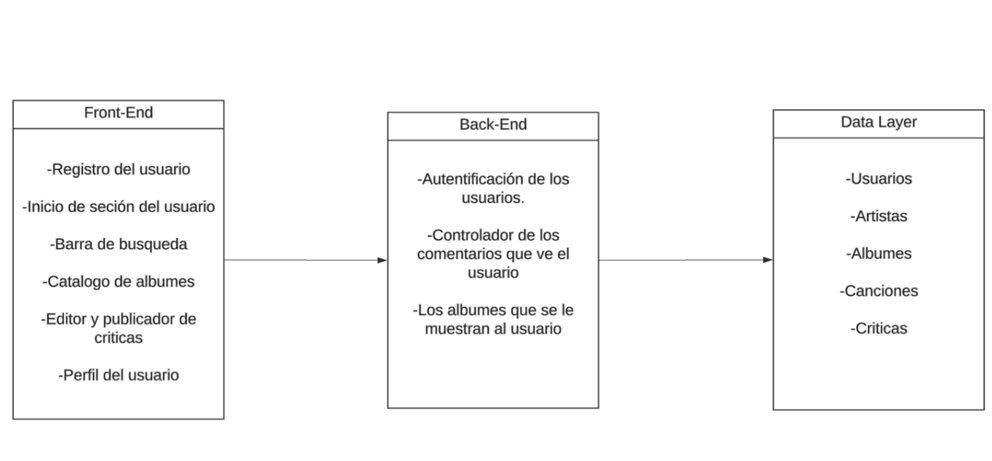 Front-End
-Registro del usuario
-Inicio de seción del usuario
-Barra de busqueda
-Catalogo de albumes
-Editor y publicador de
criticas
-Perfil del usuario
Back-End
-Autentificación de los
usuarios.
-Controlador de los
comentarios que ve el
usuario
-Los albumes que se le
muestran al usuario
Data Layer
-Usuarios
-Artistas
-Albumes
-Canciones
-Criticas